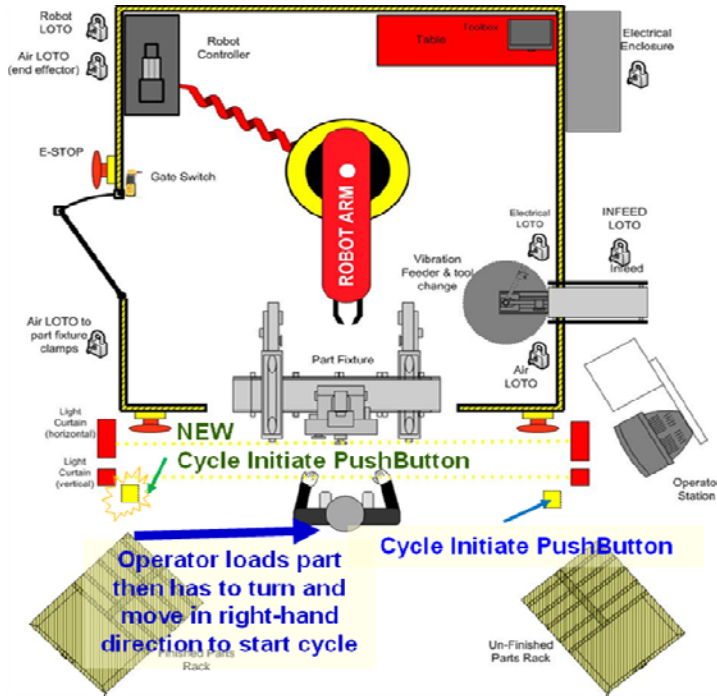 Robot
LOTO
Air LOTO
(end effector)
Robot
Controller
Toolbox
Table
Electrical
Enclosure
E-STOP
Gate Switch
ROBOT ARM
Electrical
LOTO
INFEED
LOTO
Infeed
Vibration
Feeder & tool
change
Air LOTO to
part fixture
clamps
Part Fixture
Air
LOTO
Light
Curtain
(horizontal)
NEW
Light
Curtain
(vertical)
Cycle Initiate PushButton
Operator
Station
Cycle Initiate PushButton
Operator loads part
then has to turn and
move in right-hand
direction to start cycle
Finished Parts
Rack
Un-Finished
Parts Rack